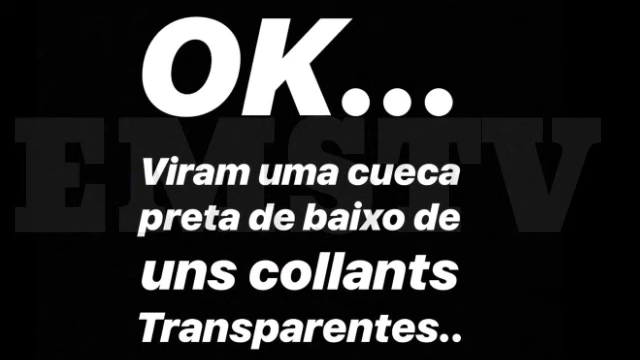 OK...
EMSTV
Viram uma cueca
preta de baixo de
uns collants
Transparentes..